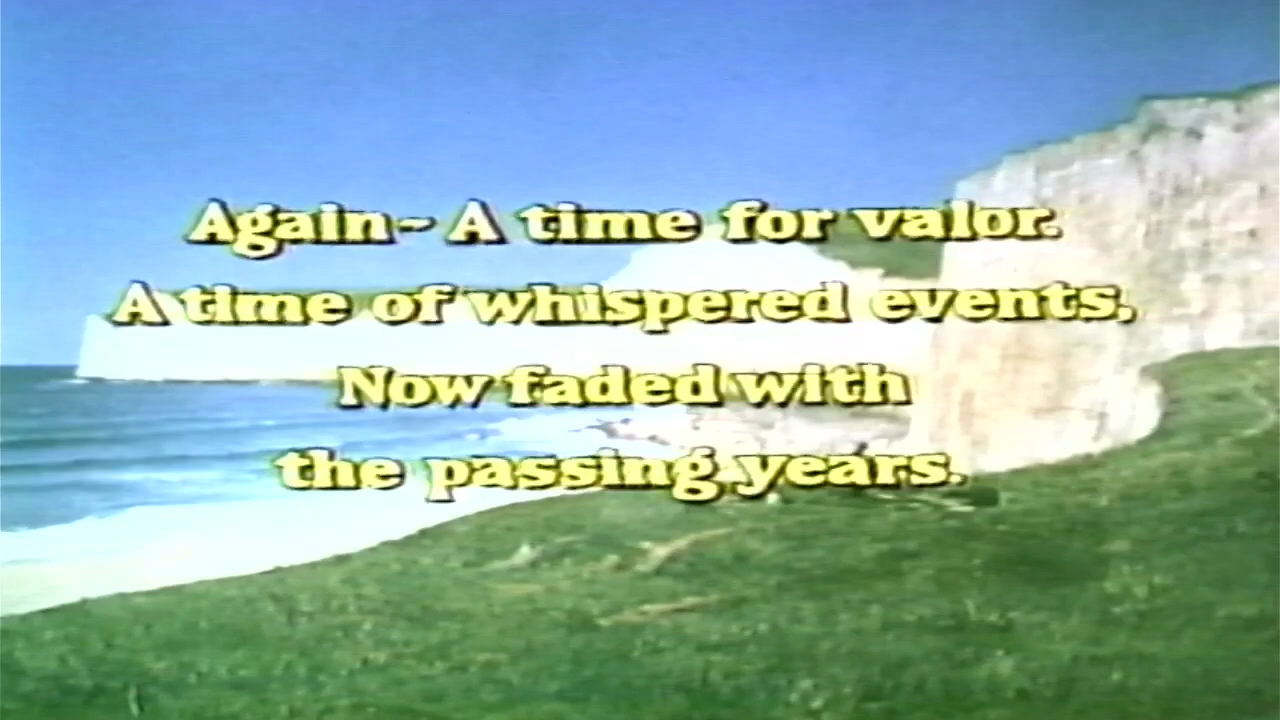 Again- A time for valor.
A time of whispered events,
Now faded with
the passing years.